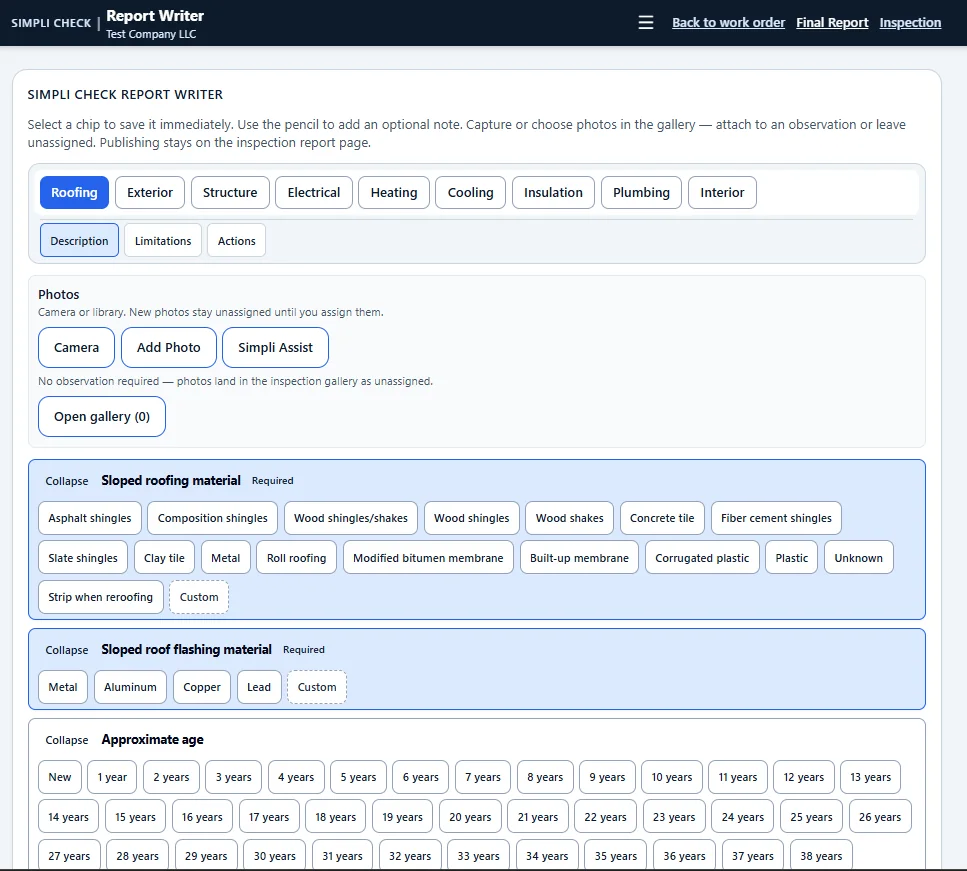 SIMPLI CHECK | Report Writer
Test Company LLC
☰ Back to work order Final Report Inspection
SIMPLI CHECK REPORT WRITER
Select a chip to save it immediately. Use the pencil to add an optional note. Capture or choose photos in the gallery — attach to an observation or leave
unassigned. Publishing stays on the inspection report page.
Roofing Exterior Structure Electrical Heating Cooling Insulation Plumbing Interior
Description Limitations Actions
Photos
Camera or library. New photos stay unassigned until you assign them.
Camera Add Photo Simpli Assist
No observation required — photos land in the inspection gallery as unassigned.
Open gallery (0)
Collapse Sloped roofing material Required
Asphalt shingles Composition shingles Wood shingles/shakes Wood shingles Wood shakes Concrete tile Fiber cement shingles
Slate shingles Clay tile Metal Roll roofing Modified bitumen membrane Built-up membrane Corrugated plastic Plastic Unknown
Strip when reroofing Custom
Collapse Sloped roof flashing material Required
Metal Aluminum Copper Lead Custom
Collapse Approximate age
New 1 year 2 years 3 years 4 years 5 years 6 years 7 years 8 years 9 years 10 years 11 years 12 years 13 years
14 years 15 years 16 years 17 years 18 years 19 years 20 years 21 years 22 years 23 years 24 years 25 years 26 years
27 years 28 years 29 years 30 years 31 years 32 years 33 years 34 years 35 years 36 years 37 years 38 years